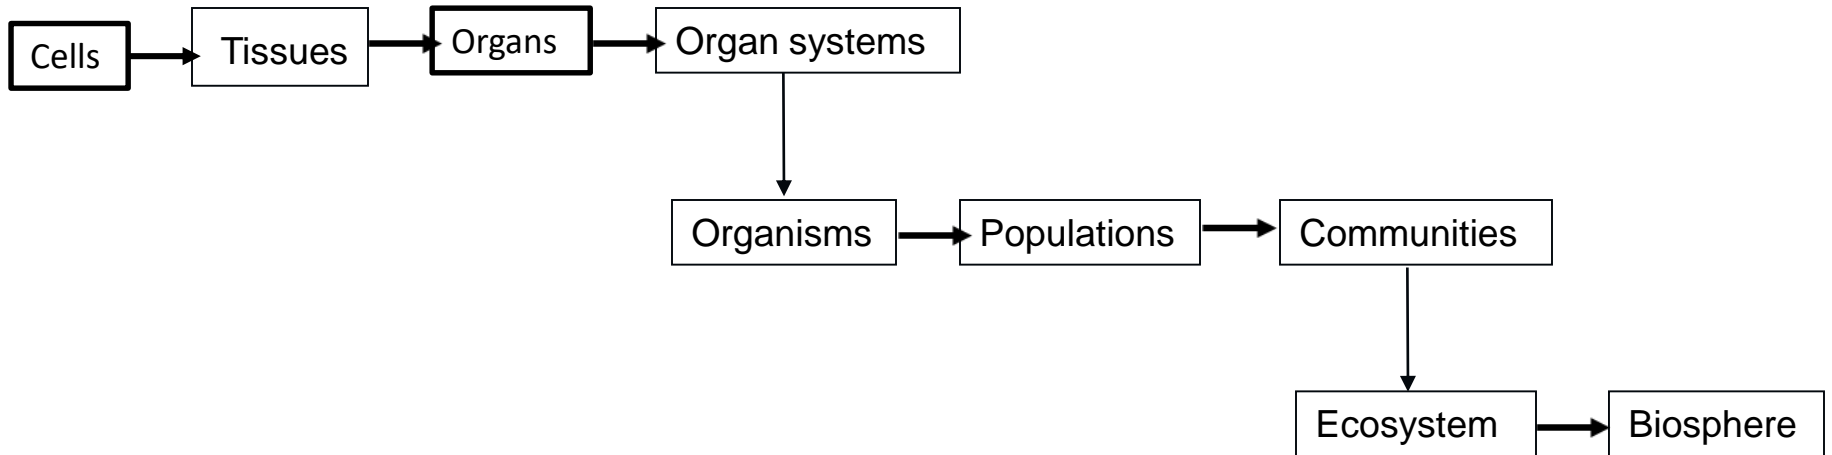 Cells
Tissues
Organs
Organ systems
Organisms
Populations
Communities
Ecosystem
Biosphere